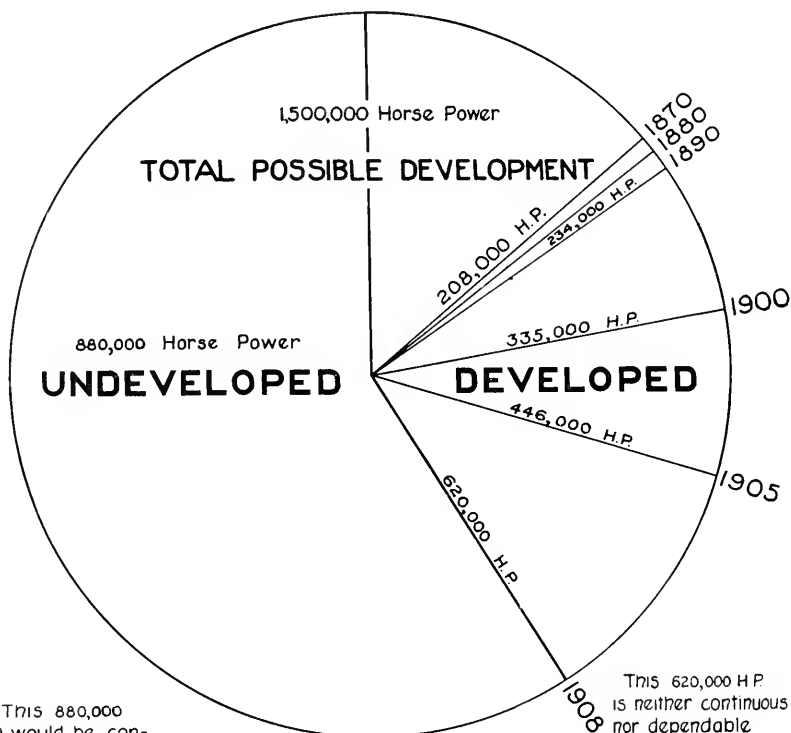 1,500,000 Horse Power
TOTAL POSSIBLE DEVELOPMENT
1870
1880
1890
208,000 H.P.
234,000 H.P.
1900
335,000 H.P.
880,000 Horse Power
UNDEVELOPED
DEVELOPED
446,000 H.P.
1905
620,000 H.P.
1908
This 880,000
would be con-
This 620,000 H P.
is neither continuous
nor dependable